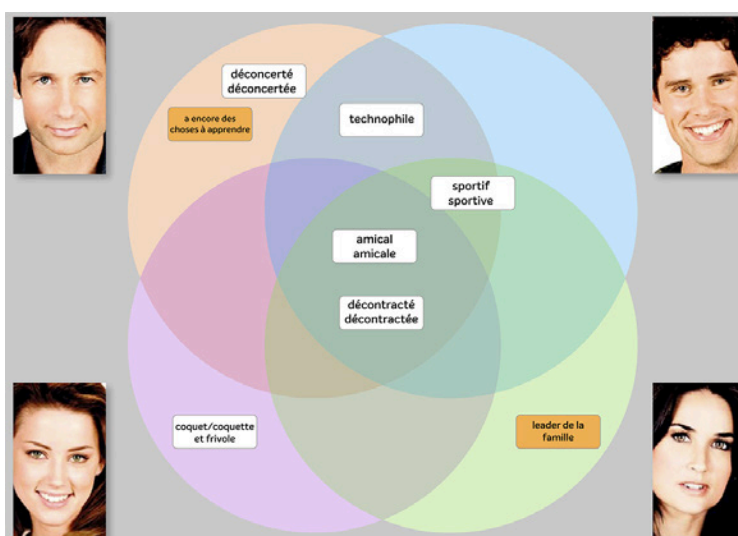 déconcerté
déconcertée
a encore des
choses à apprendre
technophile
sportif
sportive
amical
amicale
décontracté
décontractée
coquet/coquette
et frivole
leader de la
famille